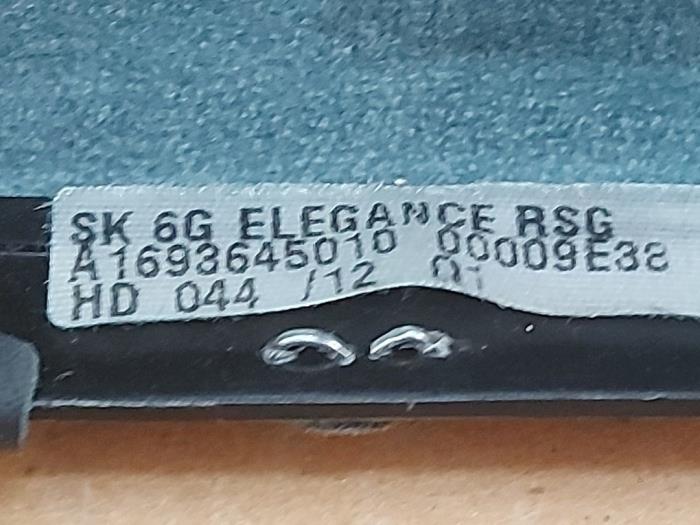 SK 6G ELEGANCE RSG
A1693645010 00009E38
HD 044 /12 01